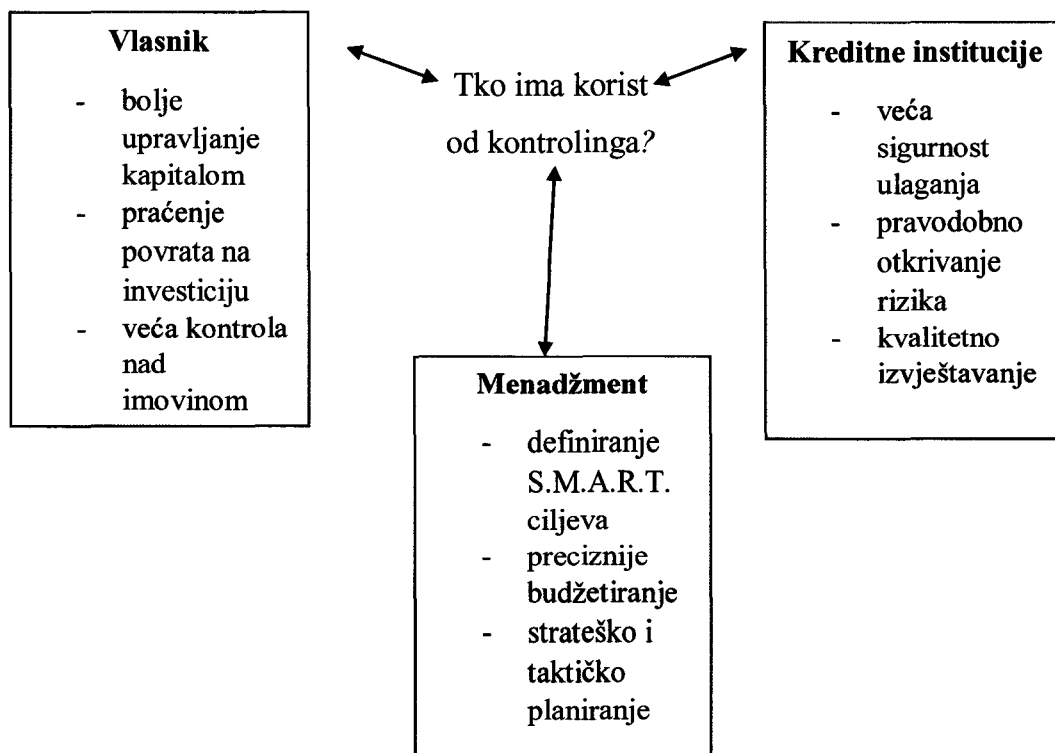 Vlasnik
- bolje
upravljanje
kapitalom
- praćenje
povrata na
investiciju
- veća kontrola
nad
imovinom
Tko ima korist
od kontrolinga?
Kreditne institucije
- veća
sigurnost
ulaganja
- pravodobno
otkrivanje
rizika
- kvalitetno
izvještavanje
Menadžment
- definiranje
S.M.A.R.T.
ciljeva
- preciznije
budžetiranje
- strateško i
taktičko
planiranje